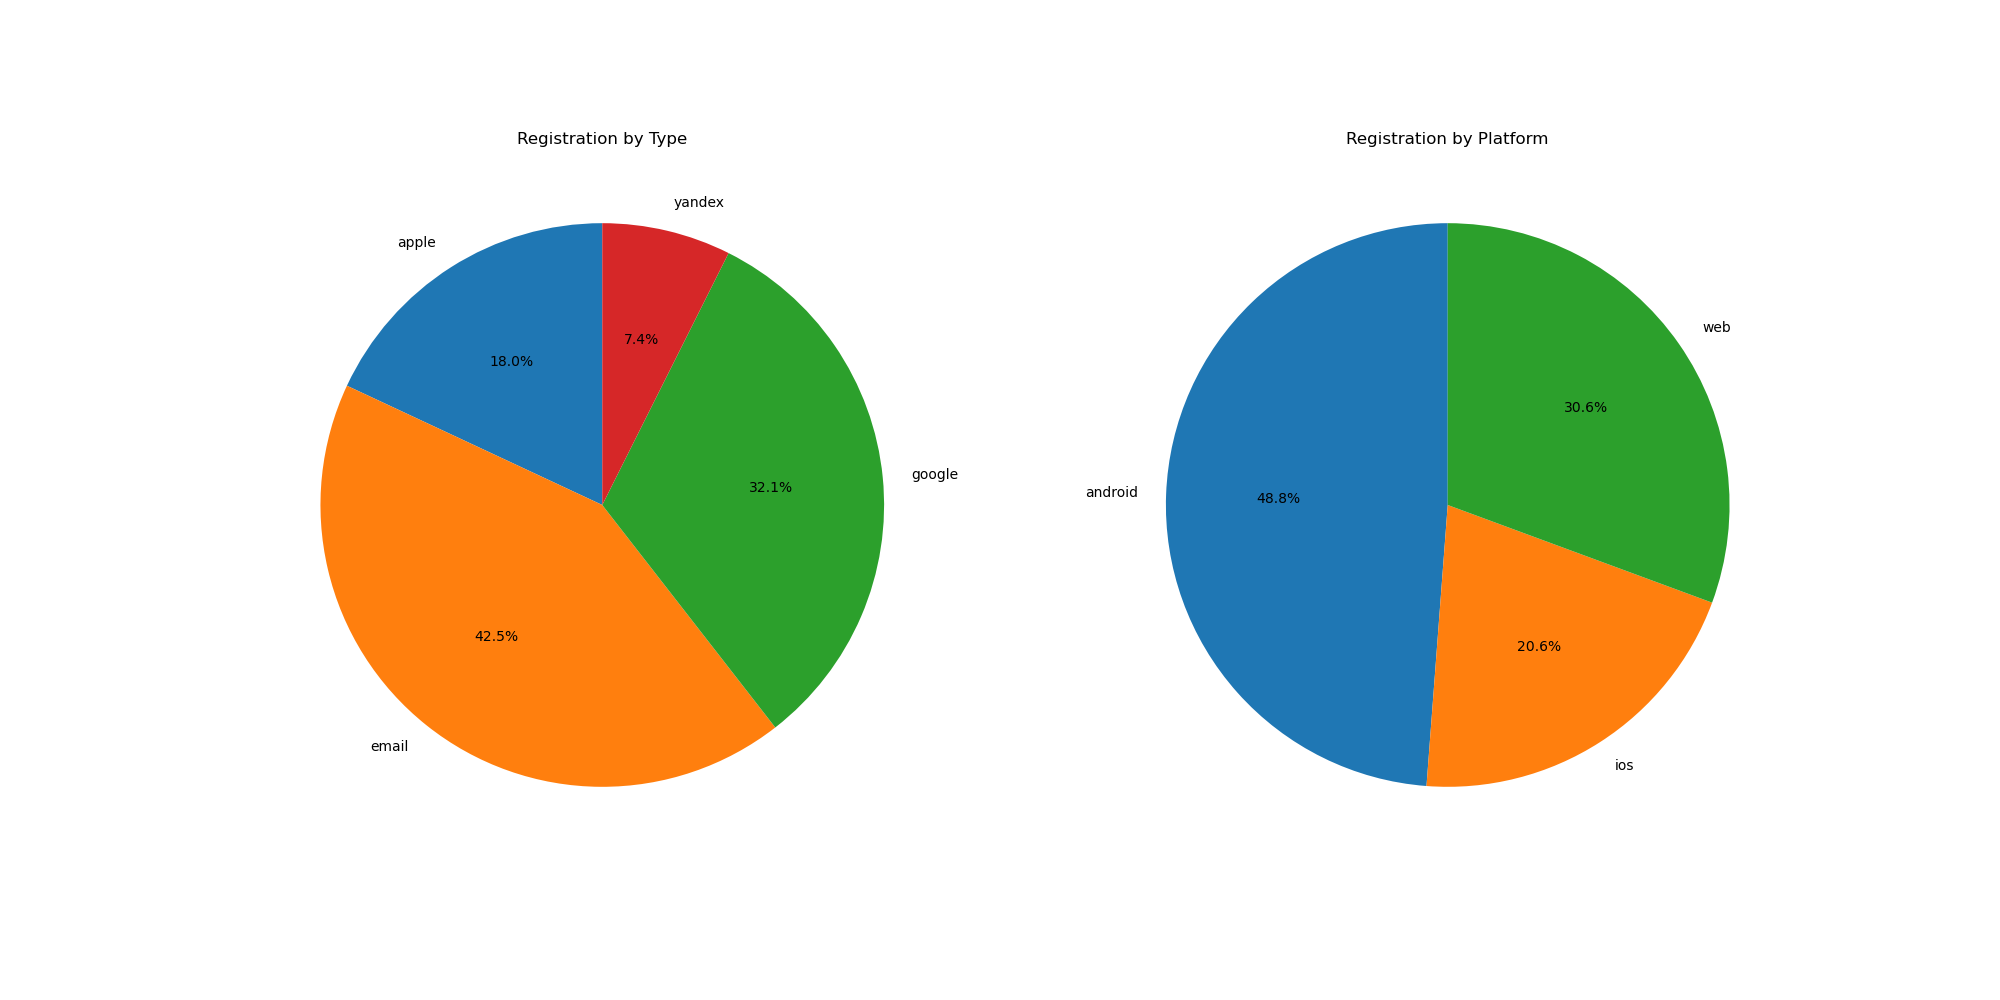 Registration by Type
yandex
apple
7.4%
18.0%
google
32.1%
42.5%
email
Registration by Platform
web
30.6%
android
48.8%
20.6%
ios